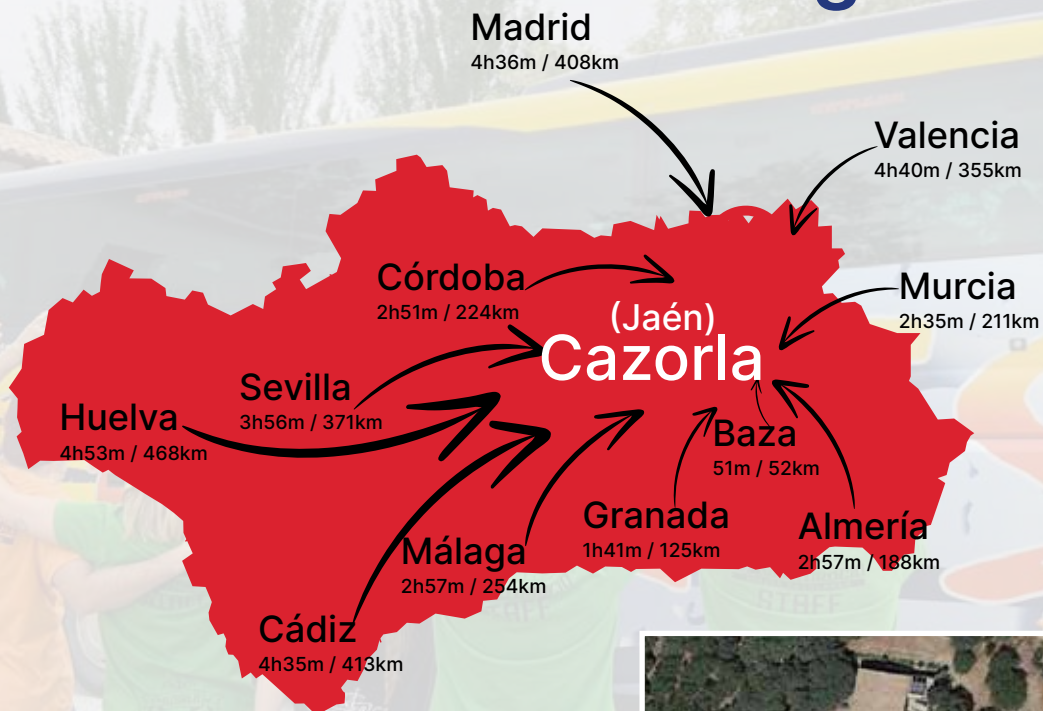 Madrid
4h36m / 408km
Valencia
4h40m / 355km
Córdoba
2h51m / 224km
Murcia
2h35m / 211km
(Jaén)
Cazorla
Sevilla
3h56m / 371km
Huelva
4h53m / 468km
Baza
51m / 52km
Granada
1h41m / 125km
Almería
2h57m / 188km
Málaga
2h57m / 254km
Cádiz
4h35m / 413km
STAFF